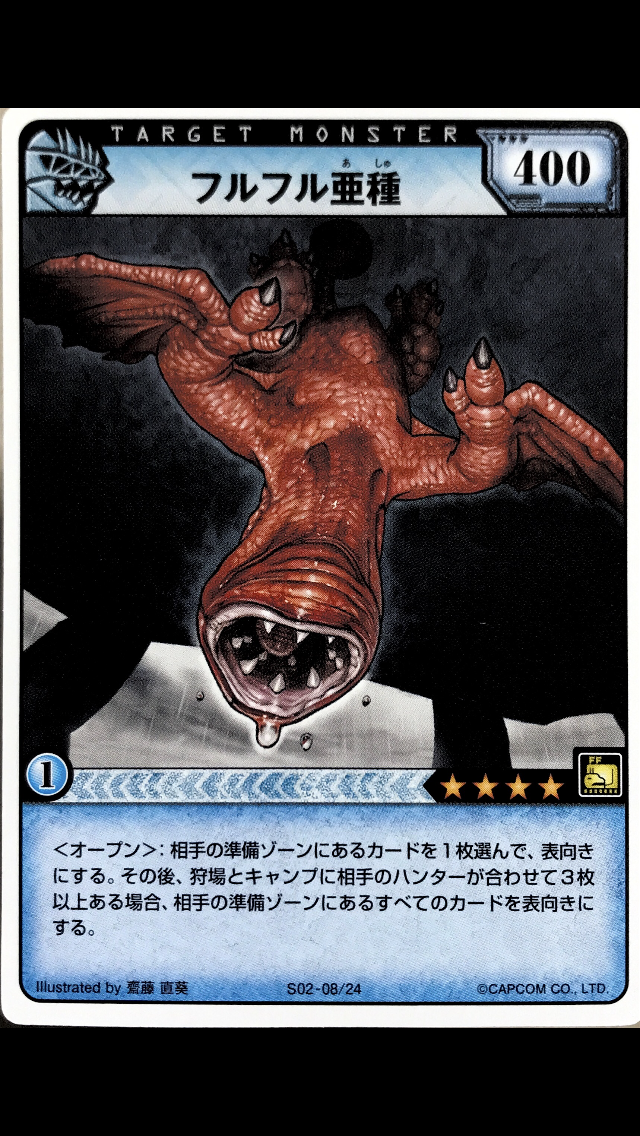 TARGET MONSTER
あ しゅ
フルフル亜種
400
1
FF
＜オープン＞：相手の準備ゾーンにあるカードを１枚選んで、表向き
にする。その後、狩場とキャンプに相手のハンターが合わせて３枚
以上ある場合、相手の準備ゾーンにあるすべてのカードを表向きに
する。
Illustrated by 齋藤 直葵
S02-08/24
©CAPCOM CO., LTD.